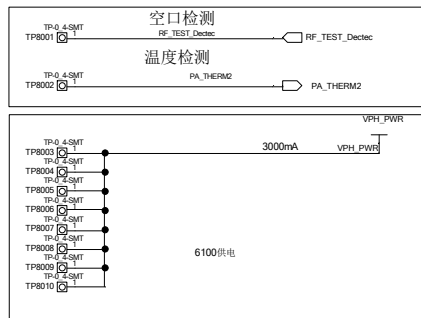 空口检测
TP-0_4-SMT
TP8001 1 RF_TEST_Dectec RF_TEST_Dectec
温度检测
TP-0_4-SMT
TP8002 1 PA_THERM2 PA_THERM2
VPH_PWR
TP-0_4-SMT
TP8003 1 3000mA VPH_PWR
TP-0_4-SMT
TP8004 1
TP-0_4-SMT
TP8005 1
TP-0_4-SMT
TP8006 1
TP-0_4-SMT
TP8007 1
TP-0_4-SMT
TP8008 1
6100供电
TP-0_4-SMT
TP8009 1
TP-0_4-SMT
TP8010 1